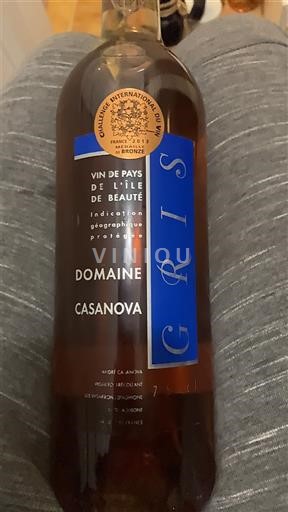 CHALLENGE INTERNATIONAL DU VIN
FRANCE 2013
MÉDAILLE
DE BRONZE
VIN DE PAYS
DE L'ÎLE
DE BEAUTÉ
Indication
géographique
protégée
VINIOU
DOMAINE
CASANOVA
GRIS